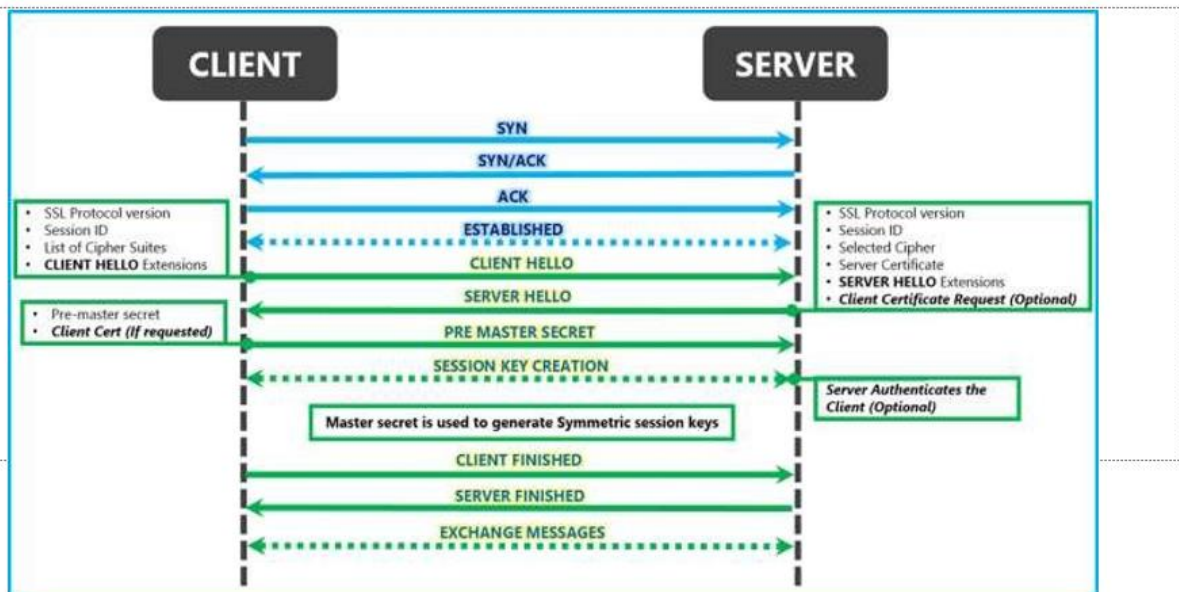 CLIENT
SERVER
SYN
SYN/ACK
ACK
ESTABLISHED
• SSL Protocol version
• Session ID
• List of Cipher Suites
• CLIENT HELLO Extensions
• SSL Protocol version
• Session ID
• Selected Cipher
• Server Certificate
• SERVER HELLO Extensions
• Client Certificate Request (Optional)
CLIENT HELLO
SERVER HELLO
• Pre-master secret
• Client Cert (If requested)
PRE MASTER SECRET
SESSION KEY CREATION
Server Authenticates the
Client (Optional)
Master secret is used to generate Symmetric session keys
CLIENT FINISHED
SERVER FINISHED
EXCHANGE MESSAGES